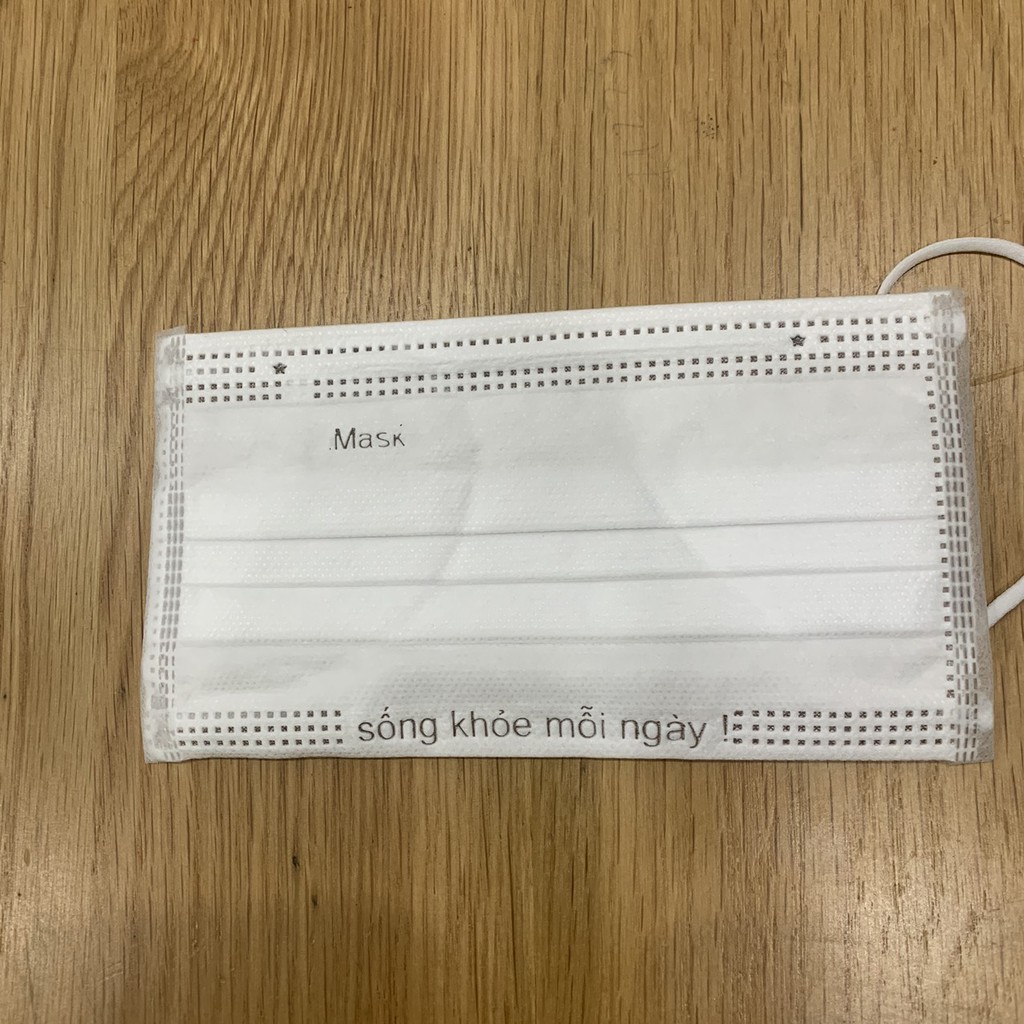 Mask
sống khỏe mỗi ngày !